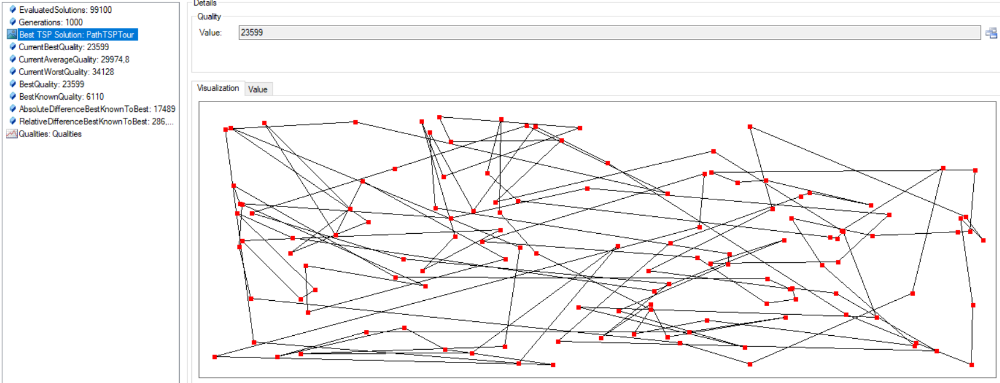 EvaluatedSolutions: 99100
Generations: 1000
Best TSP Solution: PathTSPTour
CurrentBestQuality: 23599
CurrentAverageQuality: 29974,8
CurrentWorstQuality: 34128
BestQuality: 23599
BestKnownQuality: 6110
AbsoluteDifferenceBestKnownToBest: 17489
RelativeDifferenceBestKnownToBest: 286,...
Qualities: Qualities
Details
Quality
Value: 23599
Visualization Value